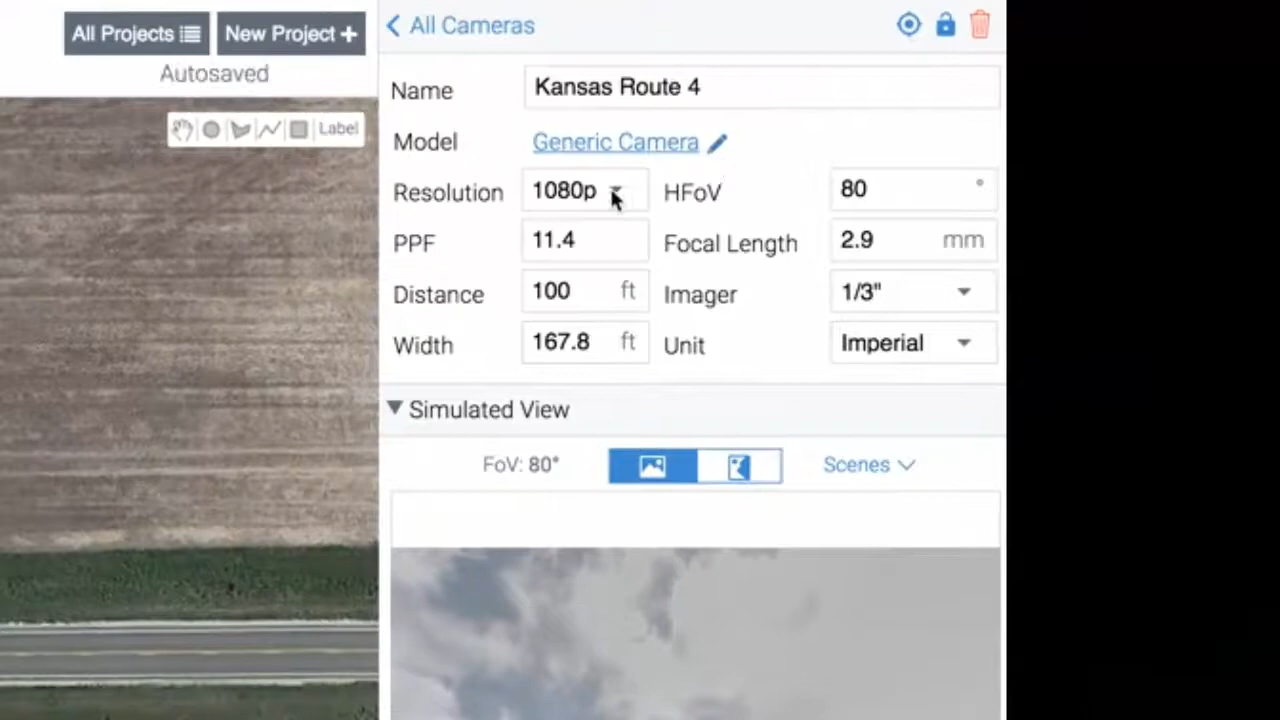 All Projects
New Project +
Autosaved
Label
All Cameras
Name
Kansas Route 4
Model
Generic Camera
Resolution
1080p
HFoV
80 °
PPF
11.4
Focal Length
2.9 mm
Distance
100 ft
Imager
1/3"
Width
167.8 ft
Unit
Imperial
Simulated View
FoV: 80°
Scenes